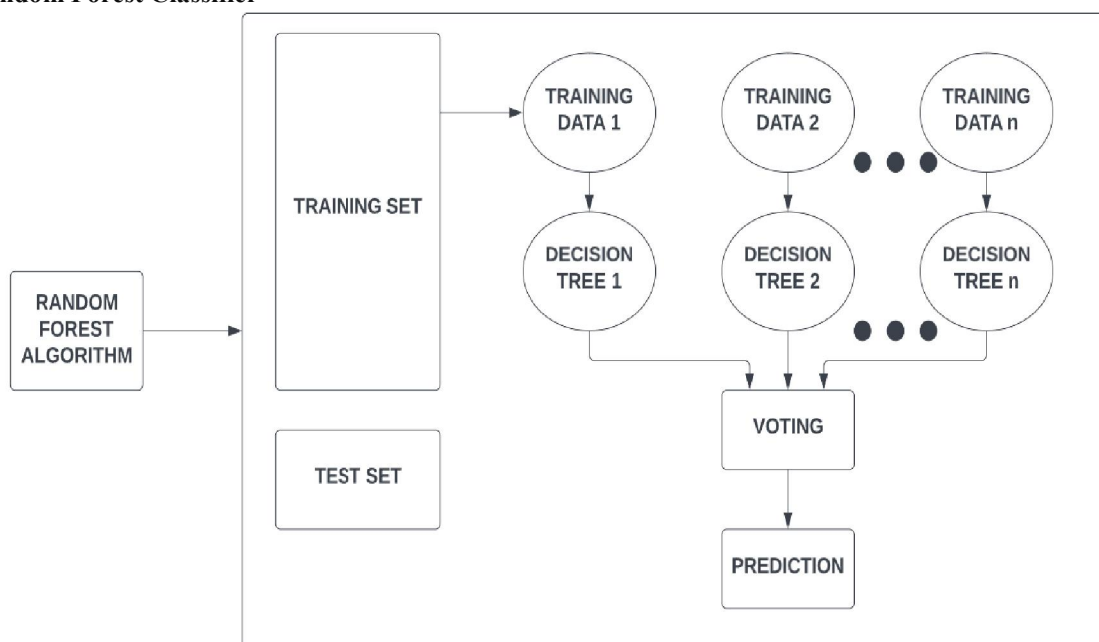 Forest Classifier
TRAINING
DATA 1
TRAINING
DATA 2
TRAINING
DATA n
TRAINING SET
DECISION
TREE 1
DECISION
TREE 2
DECISION
TREE n
RANDOM
FOREST
ALGORITHM
VOTING
TEST SET
PREDICTION